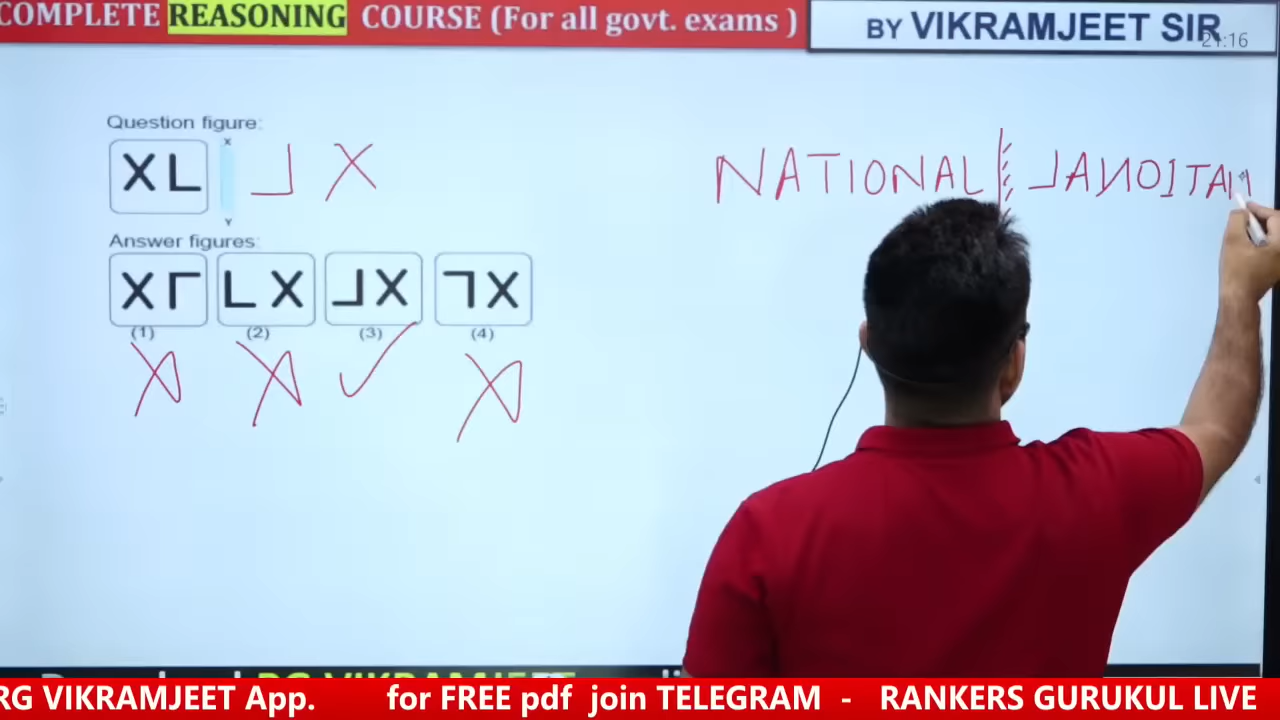 COMPLETE REASONING COURSE (For all govt. exams )
BY VIKRAMJEET SIR
21:16
Question figure:
X L
X
Y
X
NATIONAL
Answer figures:
X
L X
X
X
(1) (2) (3) (4)
RG VIKRAMJEET App. for FREE pdf join TELEGRAM - RANKERS GURUKUL LIVE